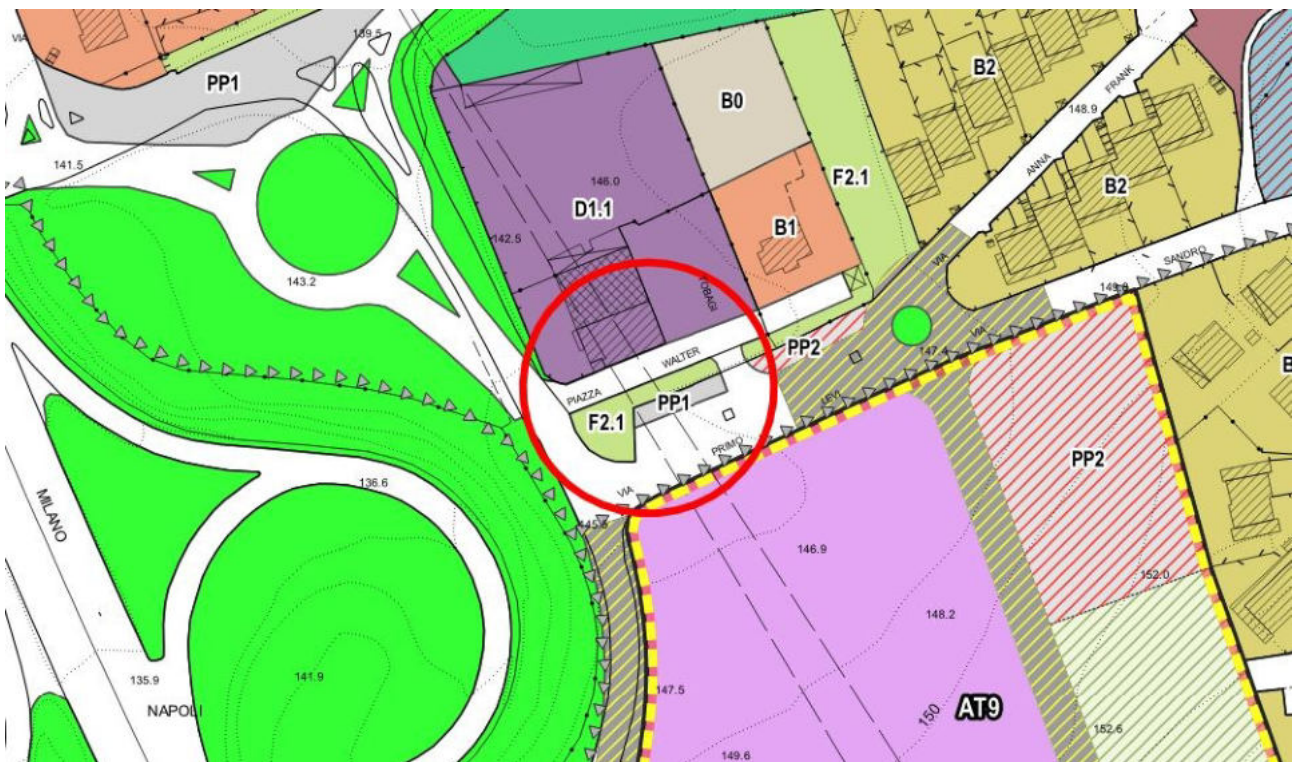 VIA
139.5
PP1
B2
FRANK
148.9
B0
ANNA
141.5
146.0
F2.1
B2
D1.1
142.5
B1
VIA
SANDRO
143.2
TOBAGI
WALTER
PP2
147.4
VIA
PIAZZA
PP1
LEVI
F2.1
PRIMO
PP2
136.6
VIA
MILANO
146.9
152.0
148.2
141.9
135.9
147.5
NAPOLI
150
AT9
152.6
149.6